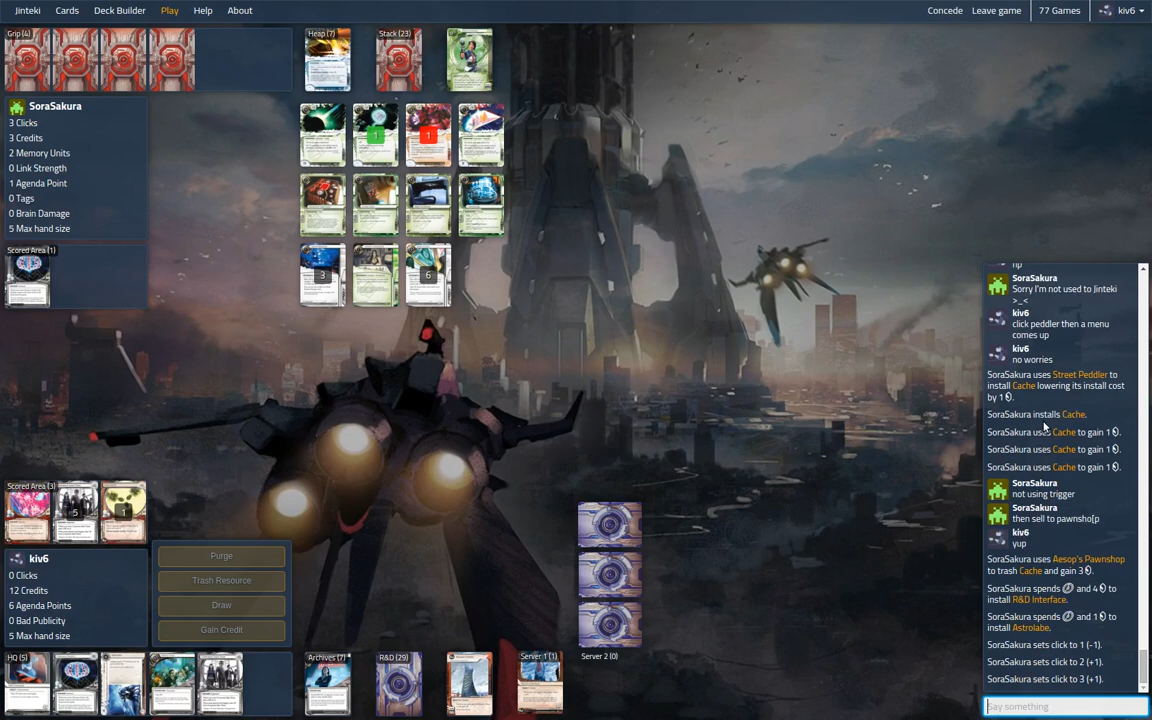 Jinteki Cards Deck Builder Play Help About Concede Leave game 77 Games kiv6
Grip (4)
Heap (7)
Stack (23)
SoraSakura
3 Clicks
3 Credits
2 Memory Units
0 Link Strength
1 Agenda Point
0 Tags
0 Brain Damage
5 Max hand size
1
1
3
6
Scored Area (1)
Scored Area (3)
5
kiv6
0 Clicks
12 Credits
6 Agenda Points
0 Bad Publicity
5 Max hand size
Purge
Trash Resource
Draw
Gain Credit
HQ (5)
Archives (7)
R&D (29)
Server 1 (1)
Server 2 (0)
np
SoraSakura
Sorry I'm not used to Jinteki
>_<
kiv6
click peddler then a menu
comes up
kiv6
no worries
SoraSakura uses Street Peddler to
install Cache lowering its install cost
by 1.
SoraSakura installs Cache.
SoraSakura uses Cache to gain 1.
SoraSakura uses Cache to gain 1.
SoraSakura uses Cache to gain 1.
SoraSakura
not using trigger
SoraSakura
then sell to pawnsho[p
kiv6
yup
SoraSakura uses Aesop's Pawnshop
to trash Cache and gain 3.
SoraSakura spends and 4 to
install R&D Interface.
SoraSakura spends and 1 to
install Astrolabe.
SoraSakura sets click to 1 (-1).
SoraSakura sets click to 2 (+1).
SoraSakura sets click to 3 (+1).
Say something